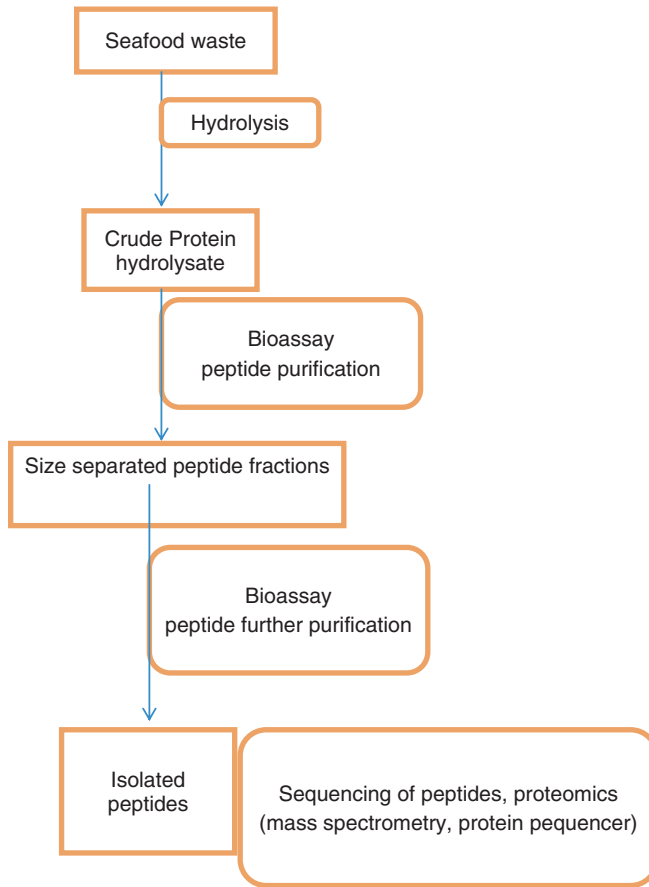 Seafood waste
Hydrolysis
Crude Protein
hydrolysate
Bioassay
peptide purification
Size separated peptide fractions
Bioassay
peptide further purification
Isolated
peptides
Sequencing of peptides, proteomics
(mass spectrometry, protein pequencer)